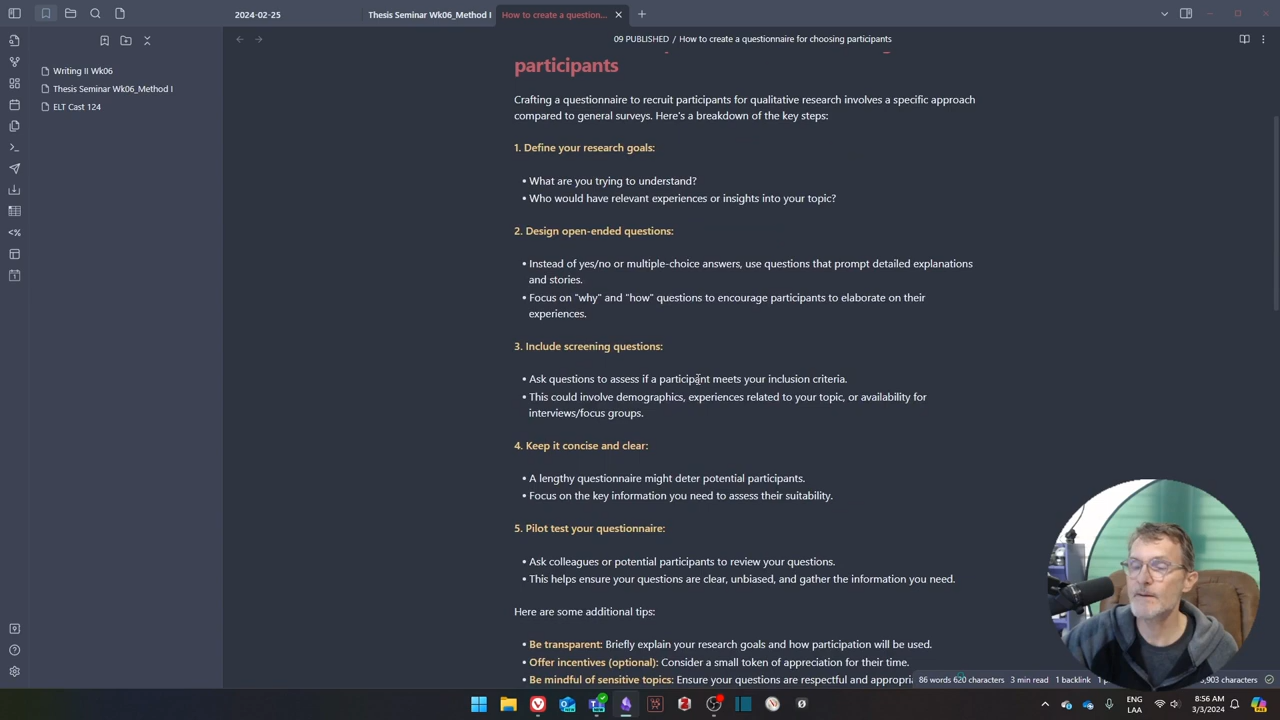 2024-02-25
Thesis Seminar Wk06_Method I
How to create a question...
09 PUBLISHED / How to create a questionnaire for choosing participants
Writing II Wk06
Thesis Seminar Wk06_Method I
ELT Cast 124
participants
Crafting a questionnaire to recruit participants for qualitative research involves a specific approach
compared to general surveys. Here's a breakdown of the key steps:
1. Define your research goals:
• What are you trying to understand?
• Who would have relevant experiences or insights into your topic?
2. Design open-ended questions:
• Instead of yes/no or multiple-choice answers, use questions that prompt detailed explanations
and stories.
• Focus on "why" and "how" questions to encourage participants to elaborate on their
experiences.
3. Include screening questions:
• Ask questions to assess if a participant meets your inclusion criteria.
• This could involve demographics, experiences related to your topic, or availability for
interviews/focus groups.
4. Keep it concise and clear:
• A lengthy questionnaire might deter potential participants.
• Focus on the key information you need to assess their suitability.
5. Pilot test your questionnaire:
• Ask colleagues or potential participants to review your questions.
• This helps ensure your questions are clear, unbiased, and gather the information you need.
Here are some additional tips:
• Be transparent: Briefly explain your research goals and how participation will be used.
• Offer incentives (optional): Consider a small token of appreciation for their time.
• Be mindful of sensitive topics: Ensure your questions are respectful and appropri
86 words 620 characters 3 min read 1 backlink ,903 characters
ENG
LAA
8:56 AM
3/3/2024